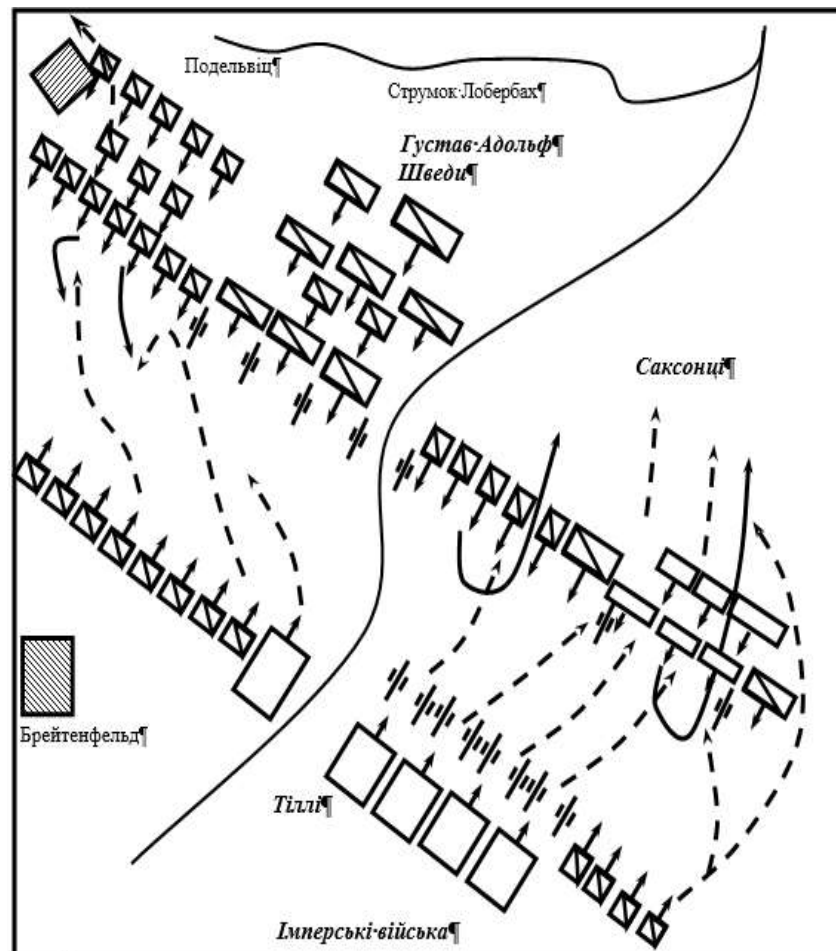 Подельвіц¶
Струмок·Лобербах¶
Густав·Адольф¶
Шведи¶
Саксонці¶
Брейтенфельд¶
Тіллі¶
Імперські·війська¶